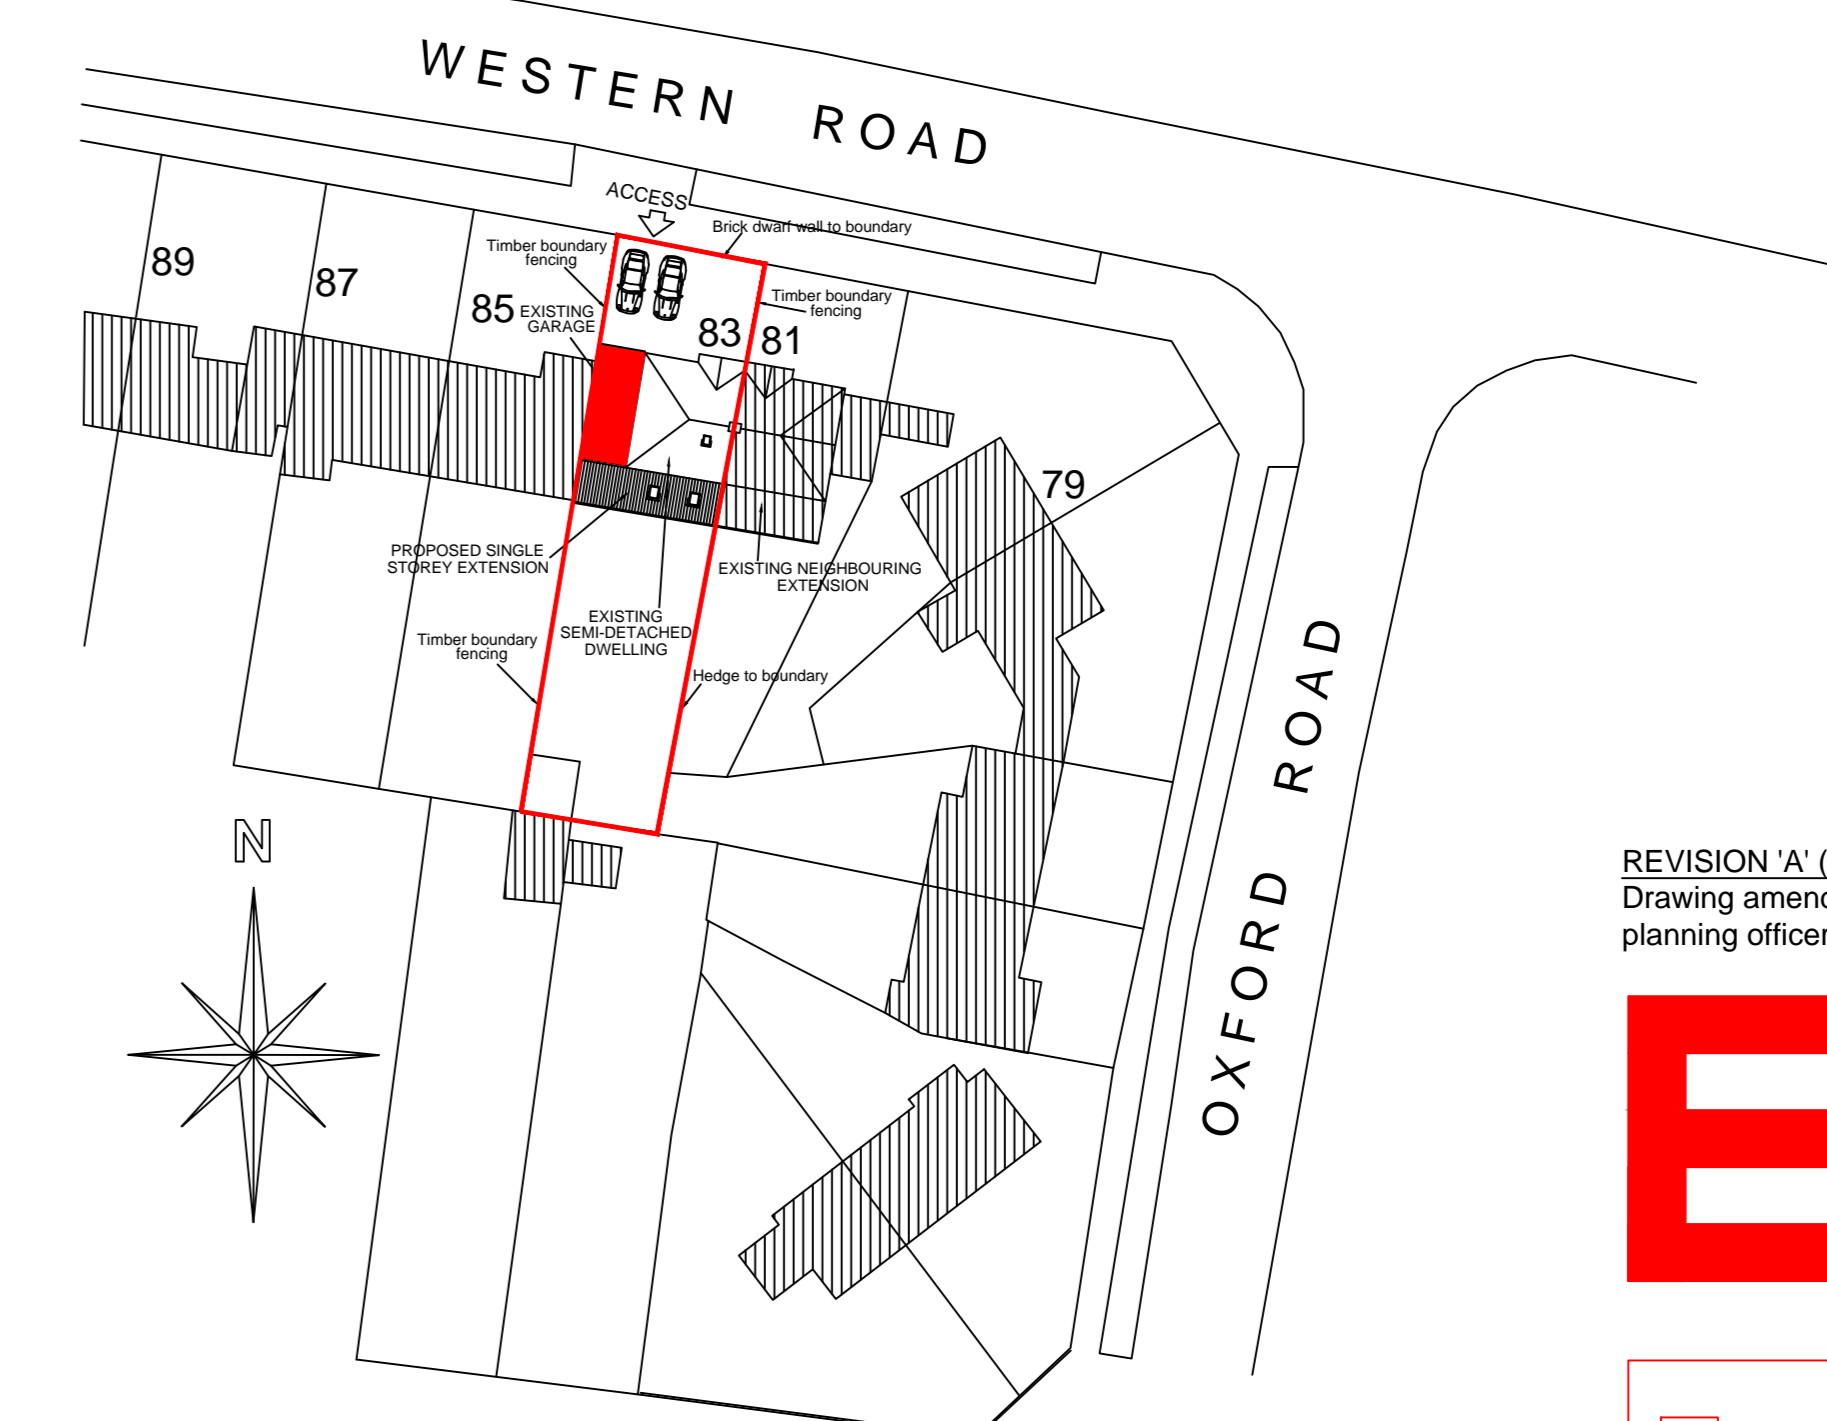 WESTERN ROAD
ACCESS
Brick dwarf wall to boundary
Timber boundary
fencing
89
87
85
EXISTING
GARAGE
83
81
Timber boundary
fencing
79
PROPOSED SINGLE
STOREY EXTENSION
EXISTING NEIGHBOURING
EXTENSION
EXISTING
SEMI-DETACHED
DWELLING
Timber boundary
fencing
Hedge to boundary
OXFORD ROAD
N
REVISION 'A' (
Drawing amend
planning officer
E